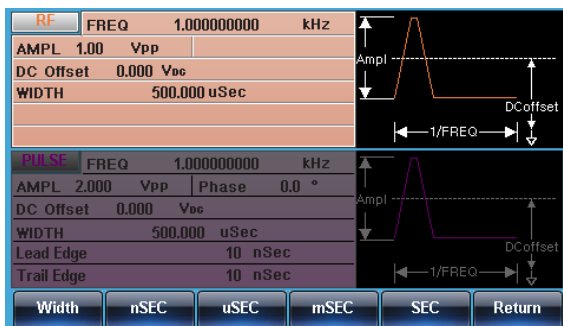 RF FREQ 1.000000000 kHz
AMPL 1.00 Vpp
DC Offset 0.000 VDC
WIDTH 500.000 uSec
Ampl
DCoffset
1/FREQ
PULSE FREQ 1.000000000 kHz
AMPL 2.000 Vpp Phase 0.0 °
DC Offset 0.000 VDC
WIDTH 500.000 uSec
Lead Edge 10 nSec
Trail Edge 10 nSec
Ampl
DCoffset
1/FREQ
Width nSEC uSEC mSEC SEC Return